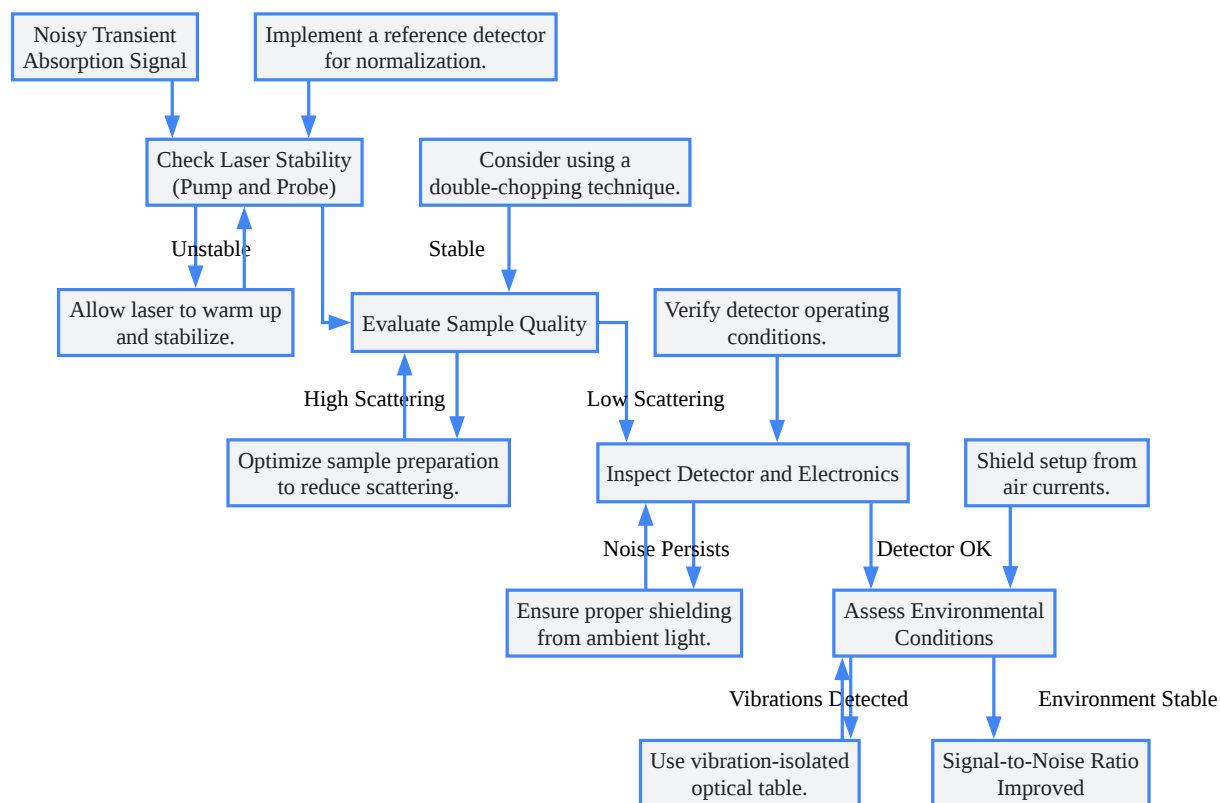 Noisy Transient
Absorption Signal
Implement a reference detector
for normalization.
Check Laser Stability
(Pump and Probe)
Consider using a
double-chopping technique.
Unstable
Stable
Allow laser to warm up
and stabilize.
Evaluate Sample Quality
Verify detector operating
conditions.
High Scattering
Low Scattering
Optimize sample preparation
to reduce scattering.
Inspect Detector and Electronics
Shield setup from
air currents.
Noise Persists
Detector OK
Ensure proper shielding
from ambient light.
Assess Environmental
Conditions
Vibrations Detected
Environment Stable
Use vibration-isolated
optical table.
Signal-to-Noise Ratio
Improved